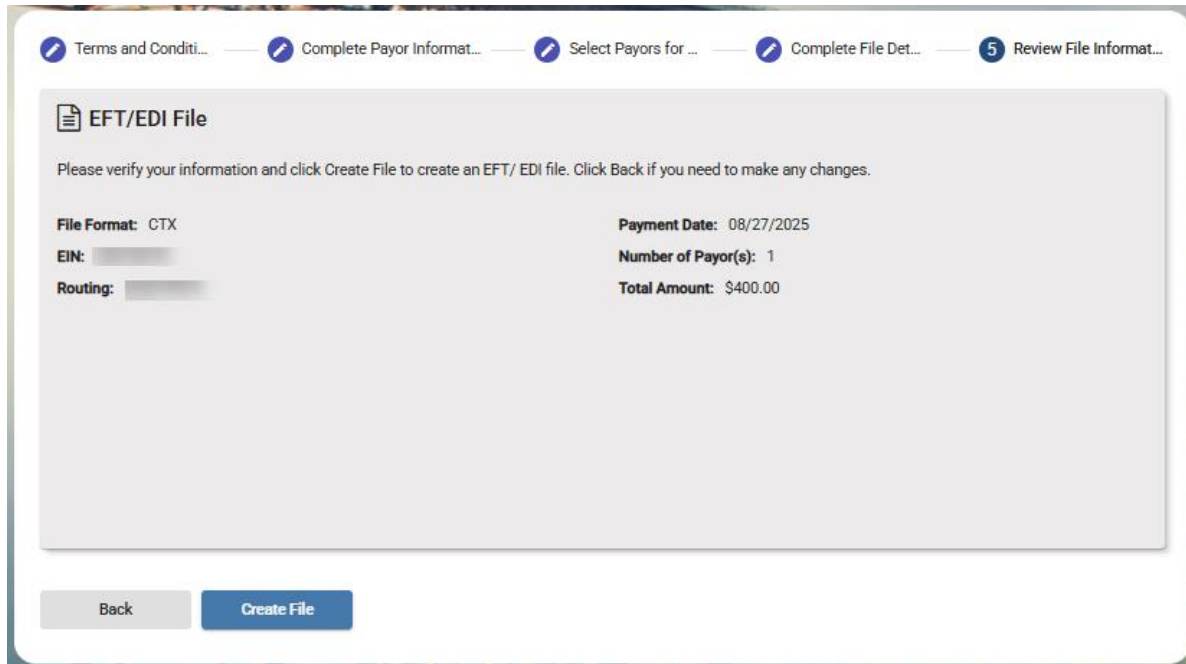 Terms and Conditi... Complete Payor Informat... Select Payors for ... Complete File Det... 5 Review File Informat...
EFT/EDI File
Please verify your information and click Create File to create an EFT/ EDI file. Click Back if you need to make any changes.
File Format: CTX Payment Date: 08/27/2025
EIN: Number of Payor(s): 1
Routing: Total Amount: $400.00
Back Create File